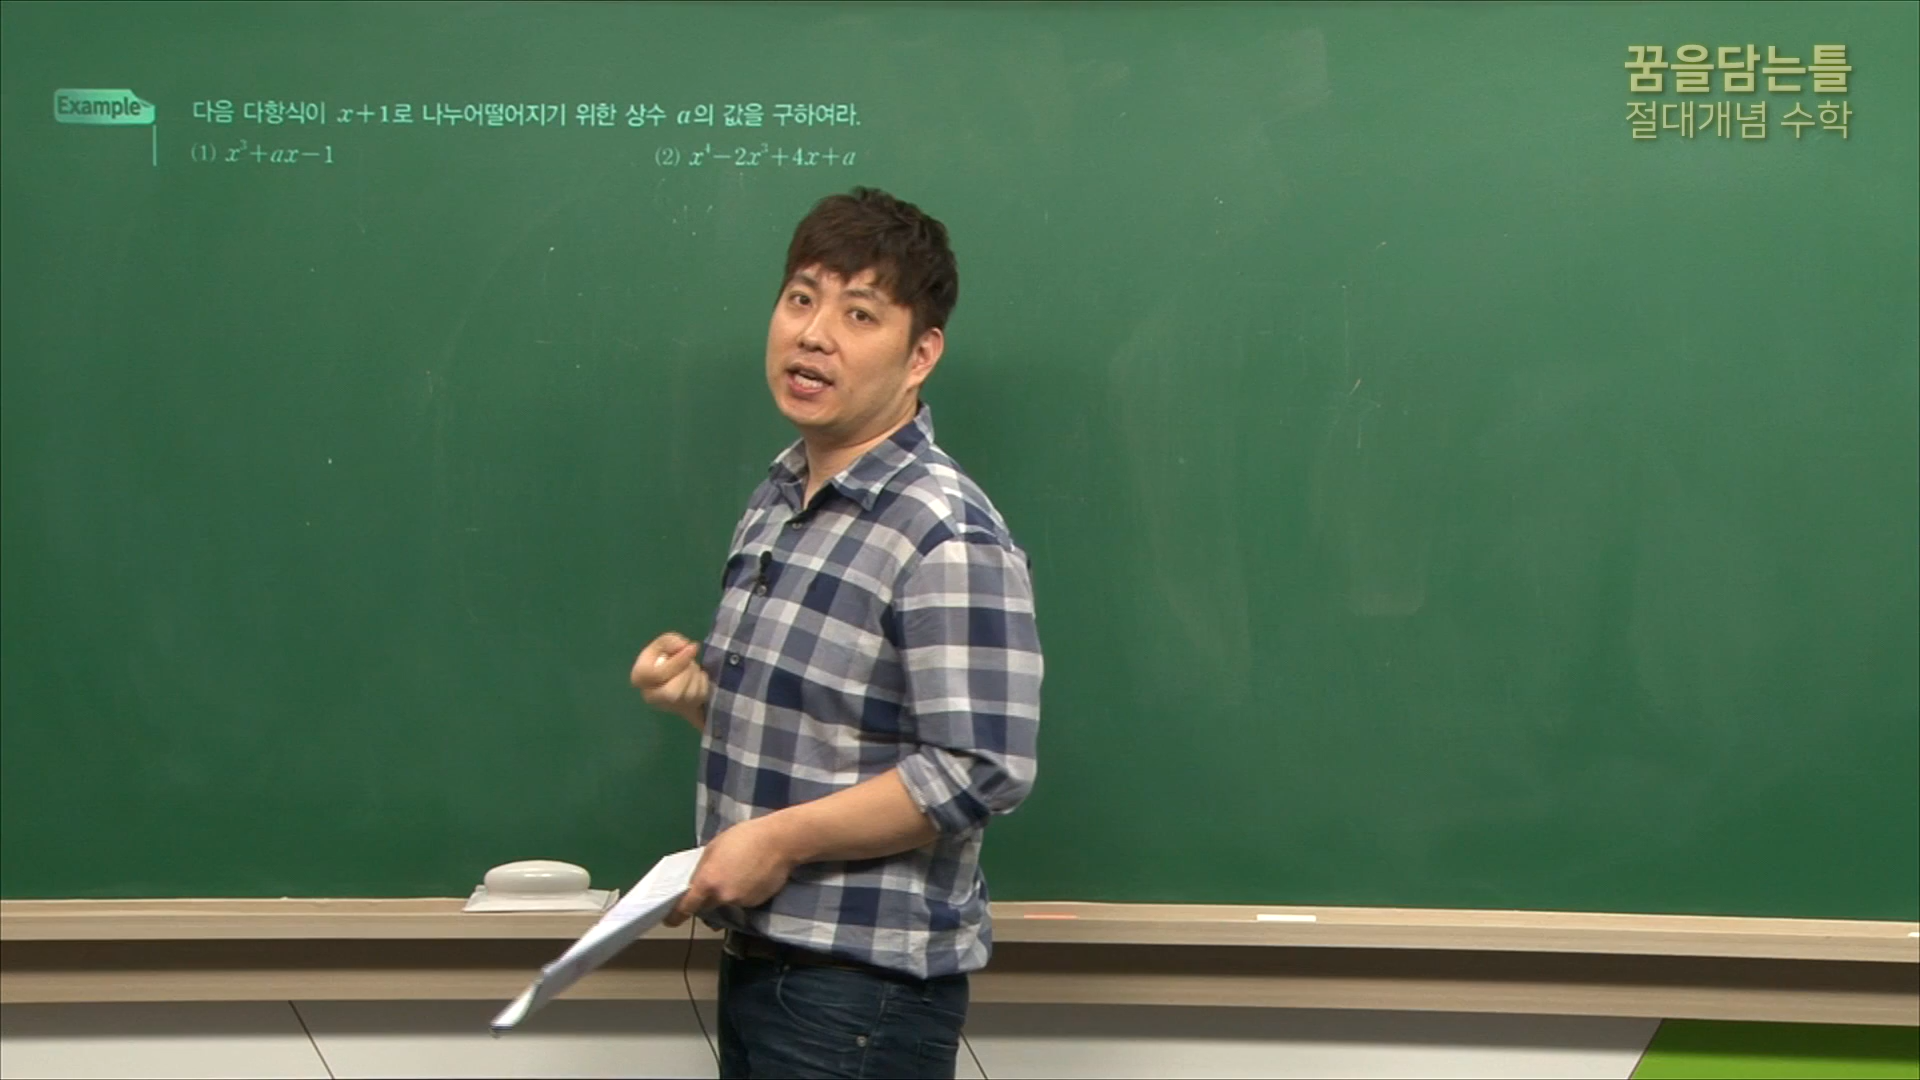 Example 다음 다항식이 x+1로 나누어떨어지기 위한 상수 a의 값을 구하여라.
(1) x³+ax-1 (2) x⁴-2x³+4x+a
꿈을담는틀
절대개념 수학